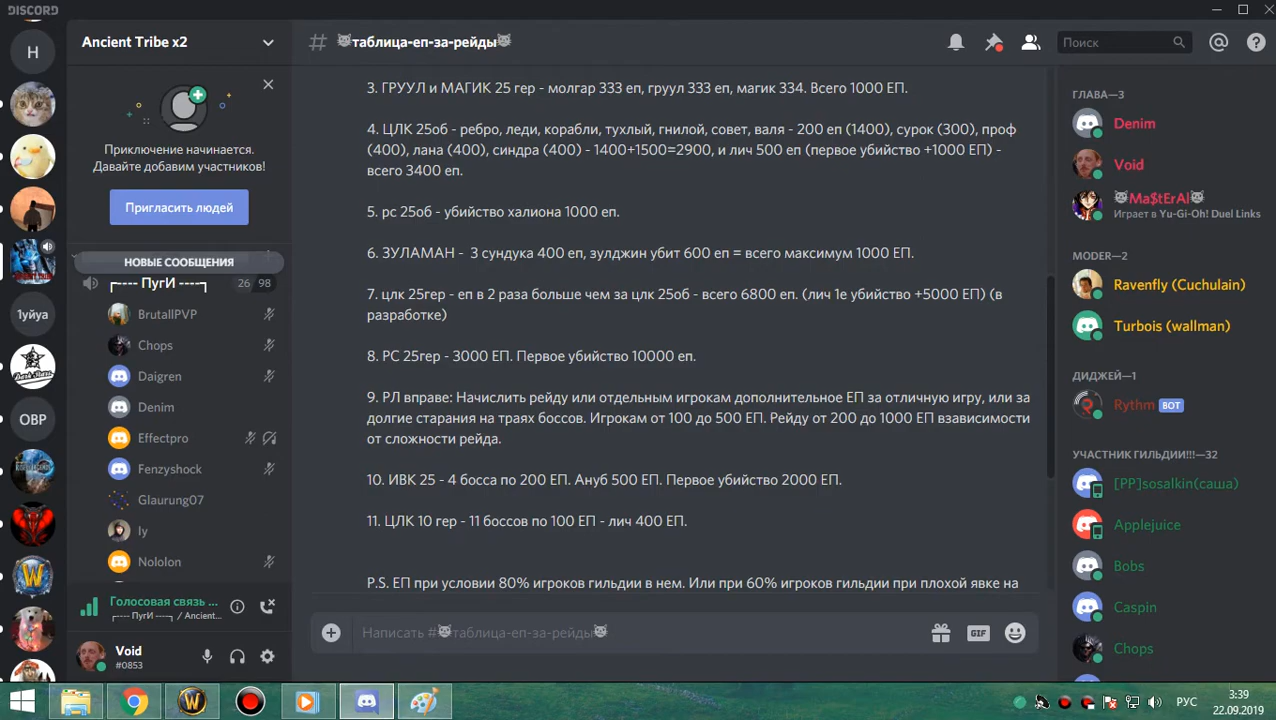 DISCORD
H
1уйуа
OBP
Ancient Tribe x2
Приключение начинается.
Давайте добавим участников!
Пригласить людей
НОВЫЕ СООБЩЕНИЯ
┌---- ПугИ ----┐ 26 98
BrutallPVP
Chops
Daigren
Denim
Effectpro
Fenzyshock
Glaurung07
Iy
Nololon
Голосовая связь ...
┌---- ПугИ ----┐ / Ancient...
Void
#0853
# 🐱таблица-еп-за-рейды🐱
Поиск
3. ГРУУЛ и МАГИК 25 гер - молгар 333 еп, груул 333 еп, магик 334. Всего 1000 ЕП.
4. ЦЛК 25об - ребро, леди, корабли, тухлый, гнилой, совет, валя - 200 еп (1400), сурок (300), проф
(400), лана (400), синдра (400) - 1400+1500=2900, и лич 500 еп (первое убийство +1000 ЕП) -
всего 3400 еп.
5. рс 25об - убийство халиона 1000 еп.
6. ЗУЛАМАН - 3 сундука 400 еп, зулджин убит 600 еп = всего максимум 1000 ЕП.
7. цлк 25гер - еп в 2 раза больше чем за цлк 25об - всего 6800 еп. (лич 1е убийство +5000 ЕП) (в
разработке)
8. РС 25гер - 3000 ЕП. Первое убийство 10000 еп.
9. РЛ вправе: Начислить рейду или отдельным игрокам дополнительное ЕП за отличную игру, или за
долгие старания на траях боссов. Игрокам от 100 до 500 ЕП. Рейду от 200 до 1000 ЕП взависимости
от сложности рейда.
10. ИВК 25 - 4 босса по 200 ЕП. Ануб 500 ЕП. Первое убийство 2000 ЕП.
11. ЦЛК 10 гер - 11 боссов по 100 ЕП - лич 400 ЕП.
P.S. ЕП при условии 80% игроков гильдии в нем. Или при 60% игроков гильдии при плохой явке на
Написать #🐱таблица-еп-за-рейды🐱
GIF
ГЛАВА—3
Denim
Void
🐱Ma$tErAl🐱
Играет в Yu-Gi-Oh! Duel Links
MODER—2
Ravenfly (Cuchulain)
Turbois (wallman)
ДИДЖЕЙ—1
Rythm BOT
УЧАСТНИК ГИЛЬДИИ!!!—32
[PP]sosalkin(саша)
Applejuice
Bobs
Caspin
Chops
РУС
3:39
22.09.2019